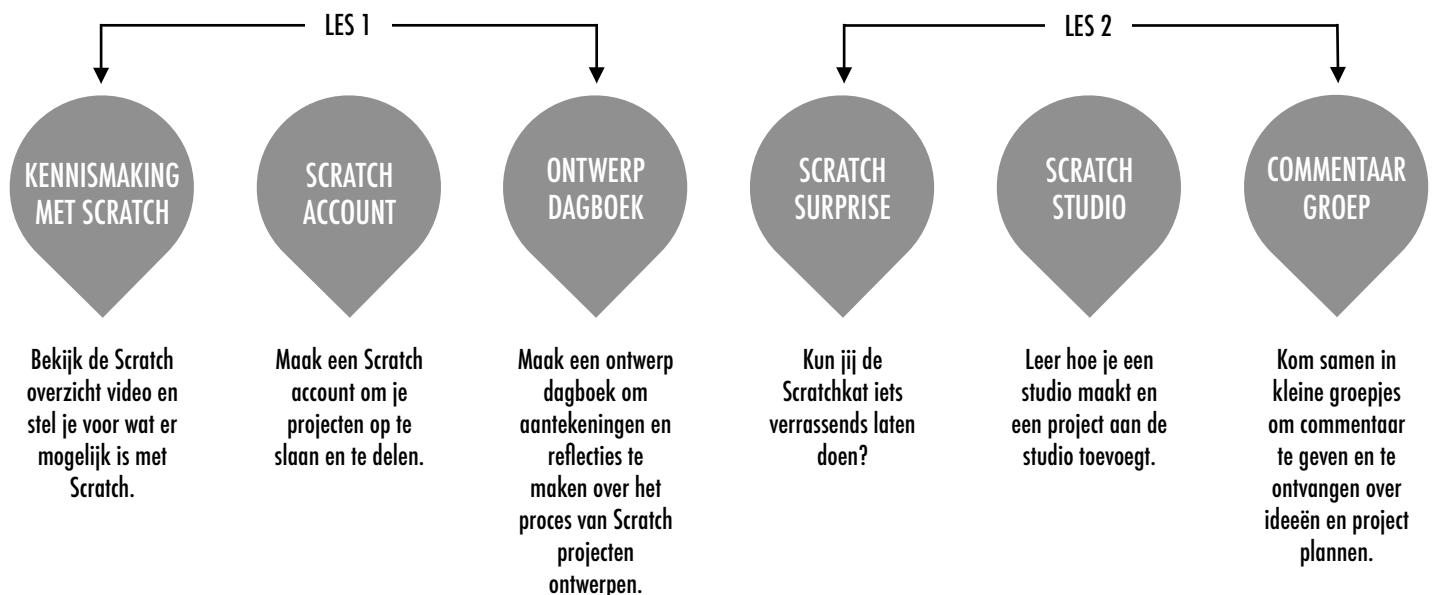 LES 1
KENNISMAKING
MET SCRATCH
Bekijk de Scratch
overzicht video en
stel je voor wat er
mogelijk is met
Scratch.
SCRATCH
ACCOUNT
Maak een Scratch
account om je
projecten op te
slaan en te delen.
ONTWERP
DAGBOEK
Maak een ontwerp
dagboek om
aantekeningen en
reflecties te
maken over het
proces van Scratch
projecten
ontwerpen.
LES 2
SCRATCH
SURPRISE
Kun jij de
Scratchkat iets
verrassends laten
doen?
SCRATCH
STUDIO
Leer hoe je een
studio maakt en
een project aan de
studio toevoegt.
COMMENTAAR
GROEP
Kom samen in
kleine groepjes
om commentaar
te geven en te
ontvangen over
ideeën en project
plannen.